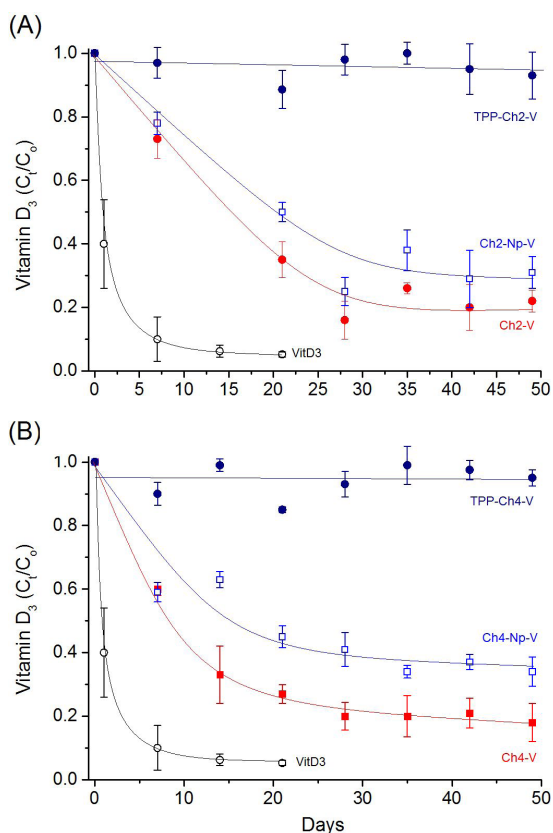 (A)
1.0
0.8
0.6
0.4
0.2
0.0
Vitamin D₃ (Cₜ/Cₒ)
TPP-Ch2-V
Ch2-Np-V
Ch2-V
VitD3
0 5 10 15 20 25 30 35 40 45 50
(B)
1.0
0.8
0.6
0.4
0.2
0.0
Vitamin D₃ (Cₜ/Cₒ)
TPP-Ch4-V
Ch4-Np-V
Ch4-V
VitD3
0 10 20 30 40 50
Days